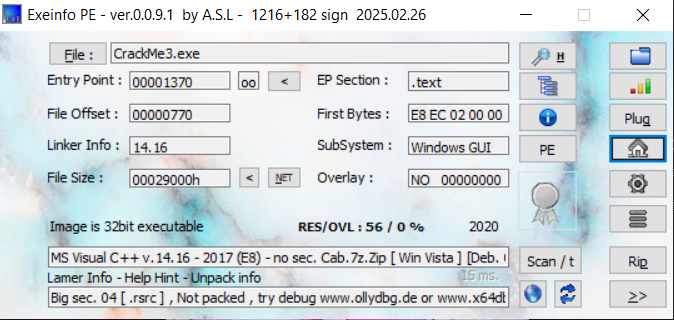 Exeinfo PE - ver.0.0.9.1 by A.S.L - 1216+182 sign 2025.02.26
File : CrackMe3.exe H
Entry Point : 00001370 oo < EP Section : .text
File Offset : 00000770 First Bytes : E8 EC 02 00 00 Plug
Linker Info : 14.16 SubSystem : Windows GUI PE
File Size : 00029000h < NET Overlay : NO 00000000
Image is 32bit executable RES/OVL : 56 / 0 % 2020
MS Visual C++ v.14.16 - 2017 (E8) - no sec. Cab.7z.Zip [ Win Vista ] [Deb. Scan / t Rip
Lamer Info - Help Hint - Unpack info 15 ms.
Big sec. 04 [ .rsrc ] , Not packed , try debug www.ollydbg.de or www.x64d >>